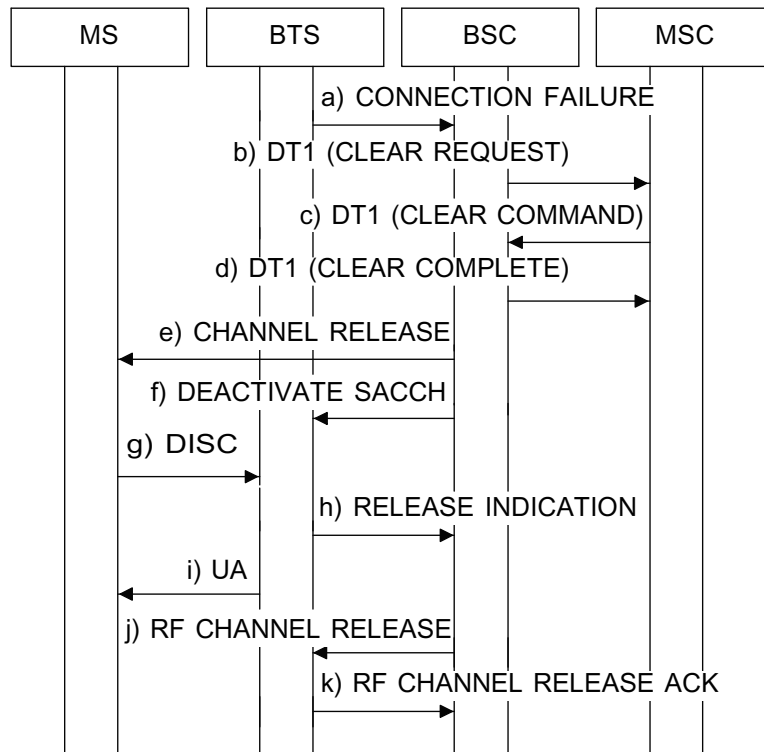 MS
BTS
BSC
MSC
a) CONNECTION FAILURE
b) DT1 (CLEAR REQUEST)
c) DT1 (CLEAR COMMAND)
d) DT1 (CLEAR COMPLETE)
e) CHANNEL RELEASE
f) DEACTIVATE SACCH
g) DISC
h) RELEASE INDICATION
i) UA
j) RF CHANNEL RELEASE
k) RF CHANNEL RELEASE ACK